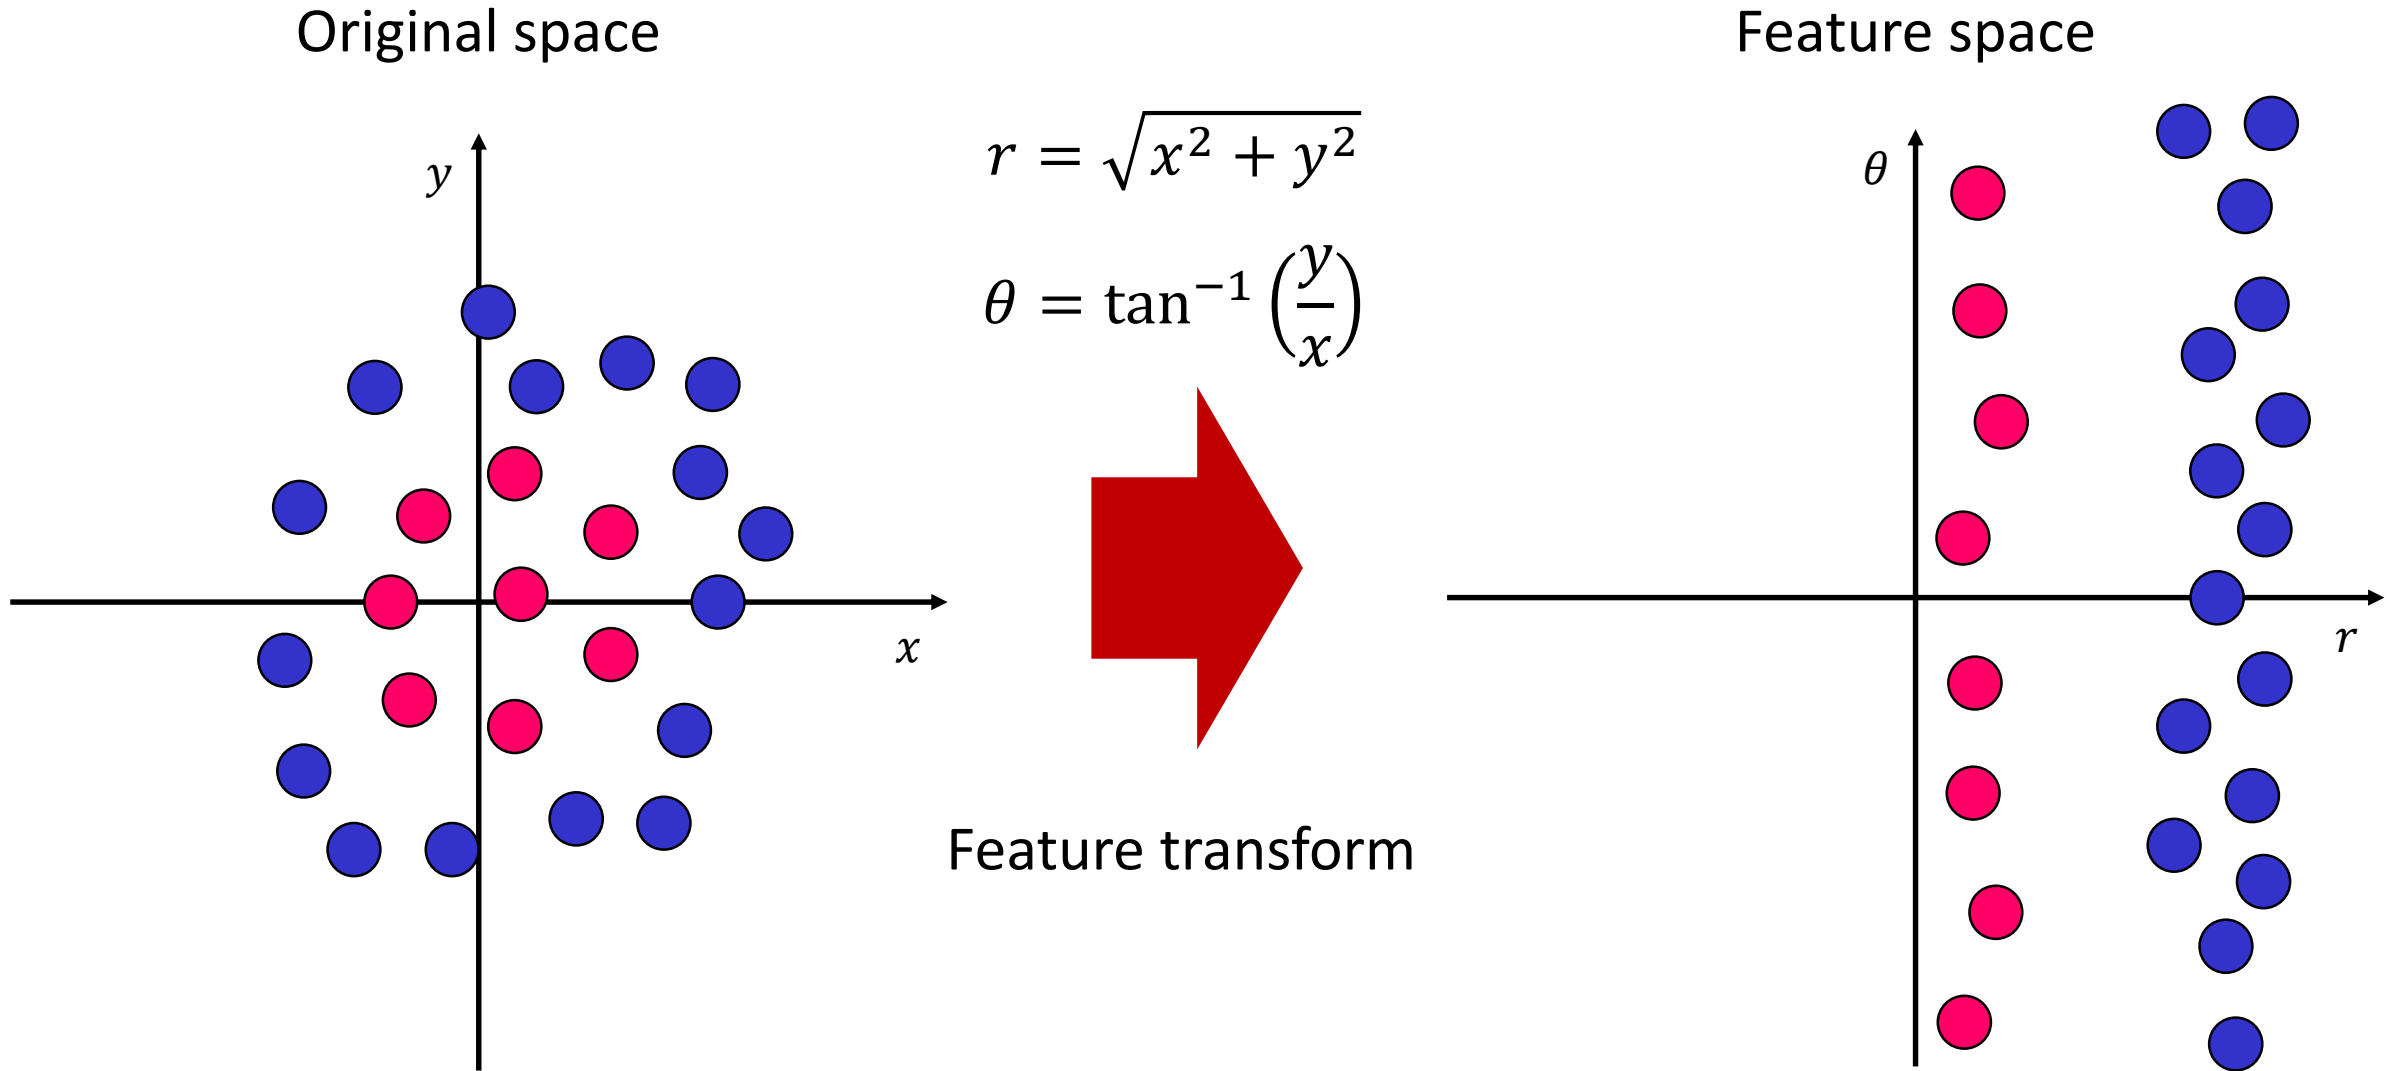 Original space
Feature space
y
x
r = √(x² + y²)
θ = tan⁻¹(y/x)
Feature transform
θ
r